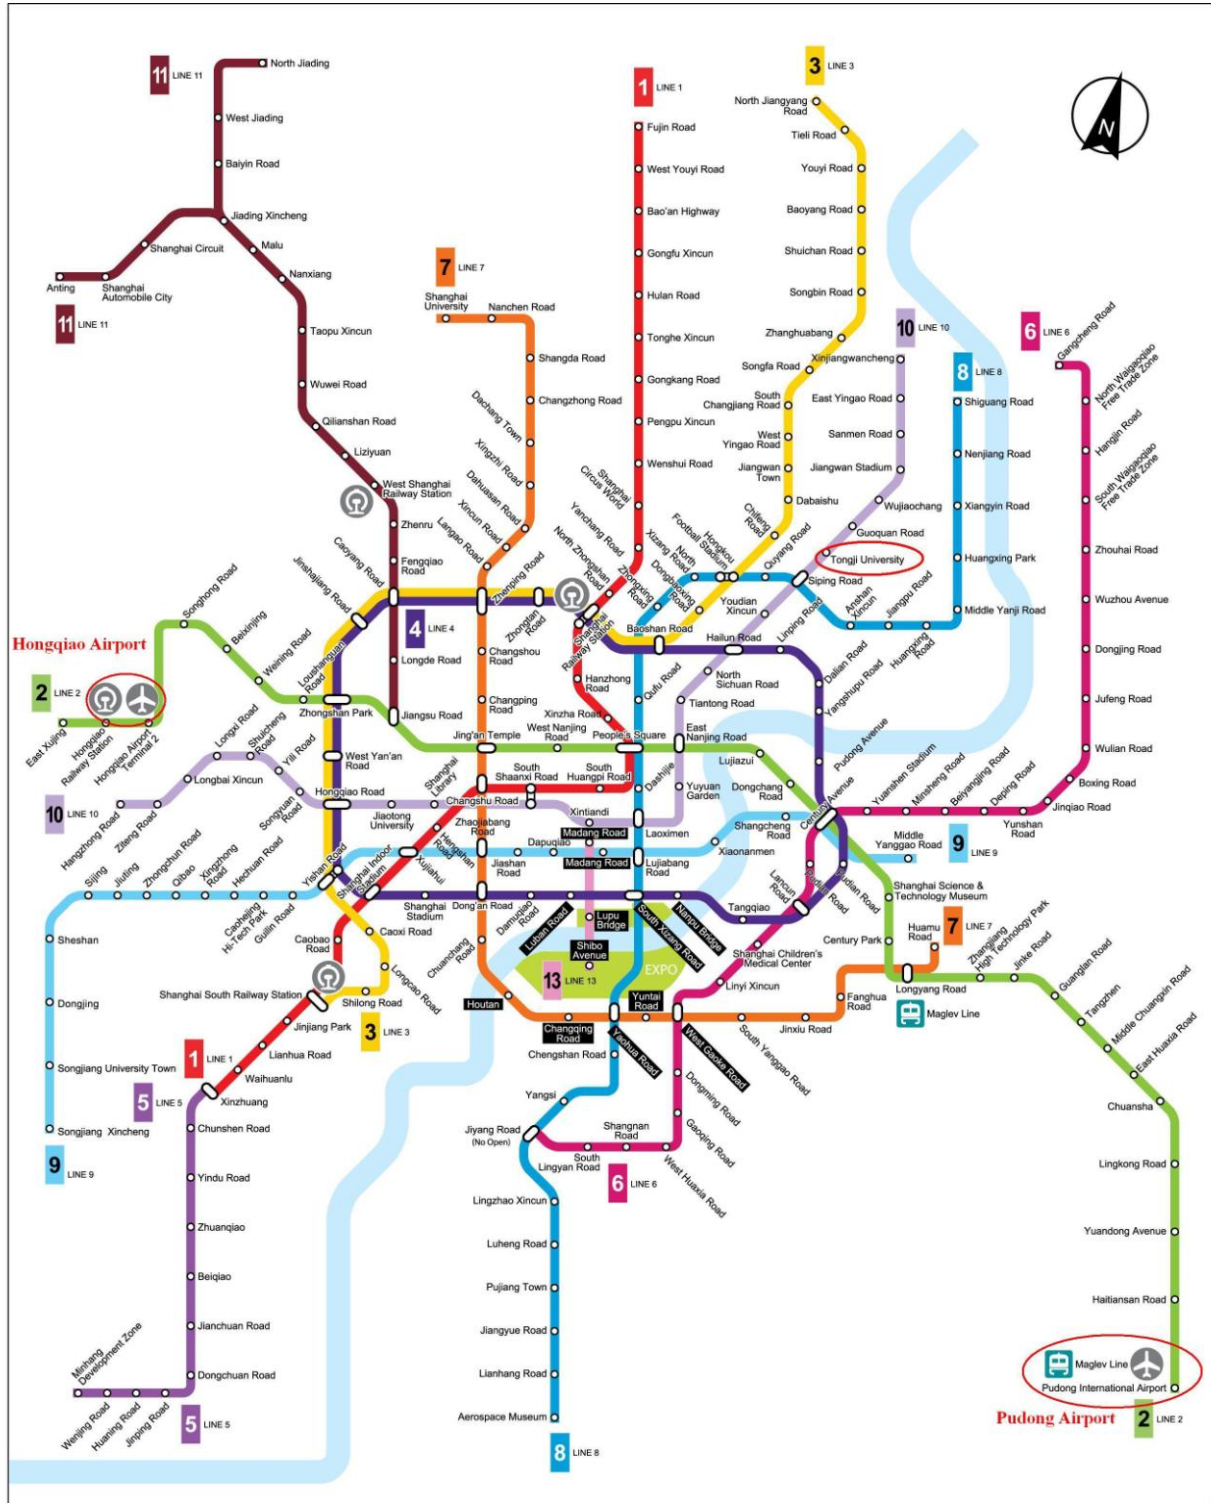 11 LINE 11
North Jiading
West Jiading
Baiyin Road
Jiading Xincheng
Shanghai Circuit
Malu
Nanxiang
Anting
Shanghai
Automobile City
11 LINE 11
Taopu Xincun
Wuwei Road
Qilianshan Road
Liziyuan
West Shanghai
Railway Station
Zhenru
Fengqiao
Road
Caoyang Road
Longde Road
Jiangsu Road
7 LINE 7
Shanghai
University
Nanchen Road
Shangda Road
Changzhong Road
Dachang Town
Xingzhi Road
Dahuasan Road
Xincun Road
Langao Road
Zhenping Road
Changshou
Road
Changping
Road
Jing'an Temple
1 LINE 1
Fujin Road
West Youyi Road
Bao'an Highway
Gongfu Xincun
Hulan Road
Tonghe Xincun
Gongkang Road
Pengpu Xincun
Wenshui Road
Shanghai
Circus World
Yanchang Road
North Zhongshan
Road
Shanghai
Railway Station
Hanzhong Road
Xinzha Road
People's Square
3 LINE 3
North Jiangyang
Road
Tieli Road
Youyi Road
Baoyang Road
Shuichan Road
Songbin Road
Zhanghuabang
Songfa Road
South
Changjiang Road
West
Yingao Road
Jiangwan
Town
Dabaishu
Chifeng
Road
Hongkou
Football Stadium
Dongbaoxing
Road
Baoshan Road
N
10 LINE 10
Xinjiangwancheng
East Yingao Road
Sanmen Road
Jiangwan Stadium
Wujiaochang
Guoquan Road
Tongji University
Siping Road
Youdian
Xincun
Hailun Road
North
Sichuan Road
Tiantong Road
East
Nanjing Road
Yuyuan
Garden
8 LINE 8
Shiguang Road
Nenjiang Road
Xiangyin Road
Huangxing Park
Middle Yanji Road
Huangxing
Road
Jiangpu Road
Anshan
Xincun
Quyang Road
North
Xizang Road
Zhongxing
Road
Qufu Road
Dashijie
Laoximen
Lujiabang
Road
6 LINE 6
Gangcheng Road
North Waigaoqiao
Free Trade Zone
Hangjin Road
South Waigaoqiao
Free Trade Zone
Zhouhai Road
Wuzhou Avenue
Dongjing Road
Jufeng Road
Wulian Road
Boxing Road
Jinqiao Road
Yunshan
Road
Deping Road
Beiyangjing Road
Minsheng Road
Yuanshen Stadium
Century Avenue
4 LINE 4
Jinshajiang Road
Zhongtan
Road
Linping Road
Dalian Road
Yangshupu Road
Pudong Avenue
Hongqiao Airport
2 LINE 2
East Xujing
Hongqiao
Railway Station
Hongqiao Airport
Terminal 2
Songhong Road
Beixinjing
Weining Road
Loushanguan
Road
Zhongshan Park
West Nanjing
Road
Lujiazui
Dongchang
Road
West Yan'an
Road
Hongqiao Road
10 LINE 10
Hangzhong Road
Ziteng Road
Longbai Xincun
Longxi Road
Shuicheng
Road
Yili Road
Songyuan
Road
Jiaotong
University
Shanghai
Library
South
Shaanxi Road
Changshu Road
South
Huangpi Road
Xintiandi
Zhaojiabang
Road
Hengshan
Road
Xujiahui
Shanghai Indoor
Stadium
Caobao
Road
Dapuqiao
Jiashan
Road
Madang Road
Madang Road
Xiaonanmen
Shangcheng
Road
Middle
Yanggao Road
9 LINE 9
Sijing
Jiuting
Zhongchun Road
Qibao
Xingzhong
Road
Hechuan Road
Caohejing
Hi-Tech Park
Guilin Road
Yishan Road
Sheshan
Dongjing
Songjiang University Town
Songjiang Xincheng
9 LINE 9
Shanghai
Stadium
Dong'an Road
Damuqiao
Road
Luban Road
South Xizang Road
Nanpu Bridge
Tangqiao
Lancun
Road
Pudian Road
Pudian Road
Lupu
Bridge
Shibo
Avenue
EXPO
13 LINE 13
Caoxi Road
Longcao Road
Shilong Road
3 LINE 3
Shanghai South Railway Station
Jinjiang Park
Lianhua Road
Waihuanlu
Xinzhuang
1 LINE 1
5 LINE 5
Chunshen Road
Yindu Road
Zhuanqiao
Beiqiao
Jianchuan Road
Dongchuan Road
Minhang
Development Zone
Wenjing Road
Huaning Road
Jinping Road
5 LINE 5
Chuanchang
Road
Houtan
Changqing
Road
Yaohua Road
Yuntai
Road
West Gaoke Road
South Yanggao Road
Jinxiu Road
Fanghua
Road
Longyang Road
Huamu
Road
7 LINE 7
Maglev Line
Shanghai Children's
Medical Center
Linyi Xincun
Dongming Road
Gaoqing Road
West Huaxia Road
Shangnan
Road
South
Lingyan Road
6 LINE 6
Chengshan Road
Yangsi
Jiyang Road
(No Open)
Lingzhao Xincun
Luheng Road
Pujiang Town
Jiangyue Road
Lianhang Road
Aerospace Museum
8 LINE 8
Shanghai Science &
Technology Museum
Century Park
Zhangjiang
High Technology Park
Jinke Road
Guanglan Road
Tangzhen
Middle Chuangxin Road
East Huaxia Road
Chuansha
Lingkong Road
Yuandong Avenue
Haitiansan Road
Maglev Line
Pudong International Airport
Pudong Airport
2 LINE 2